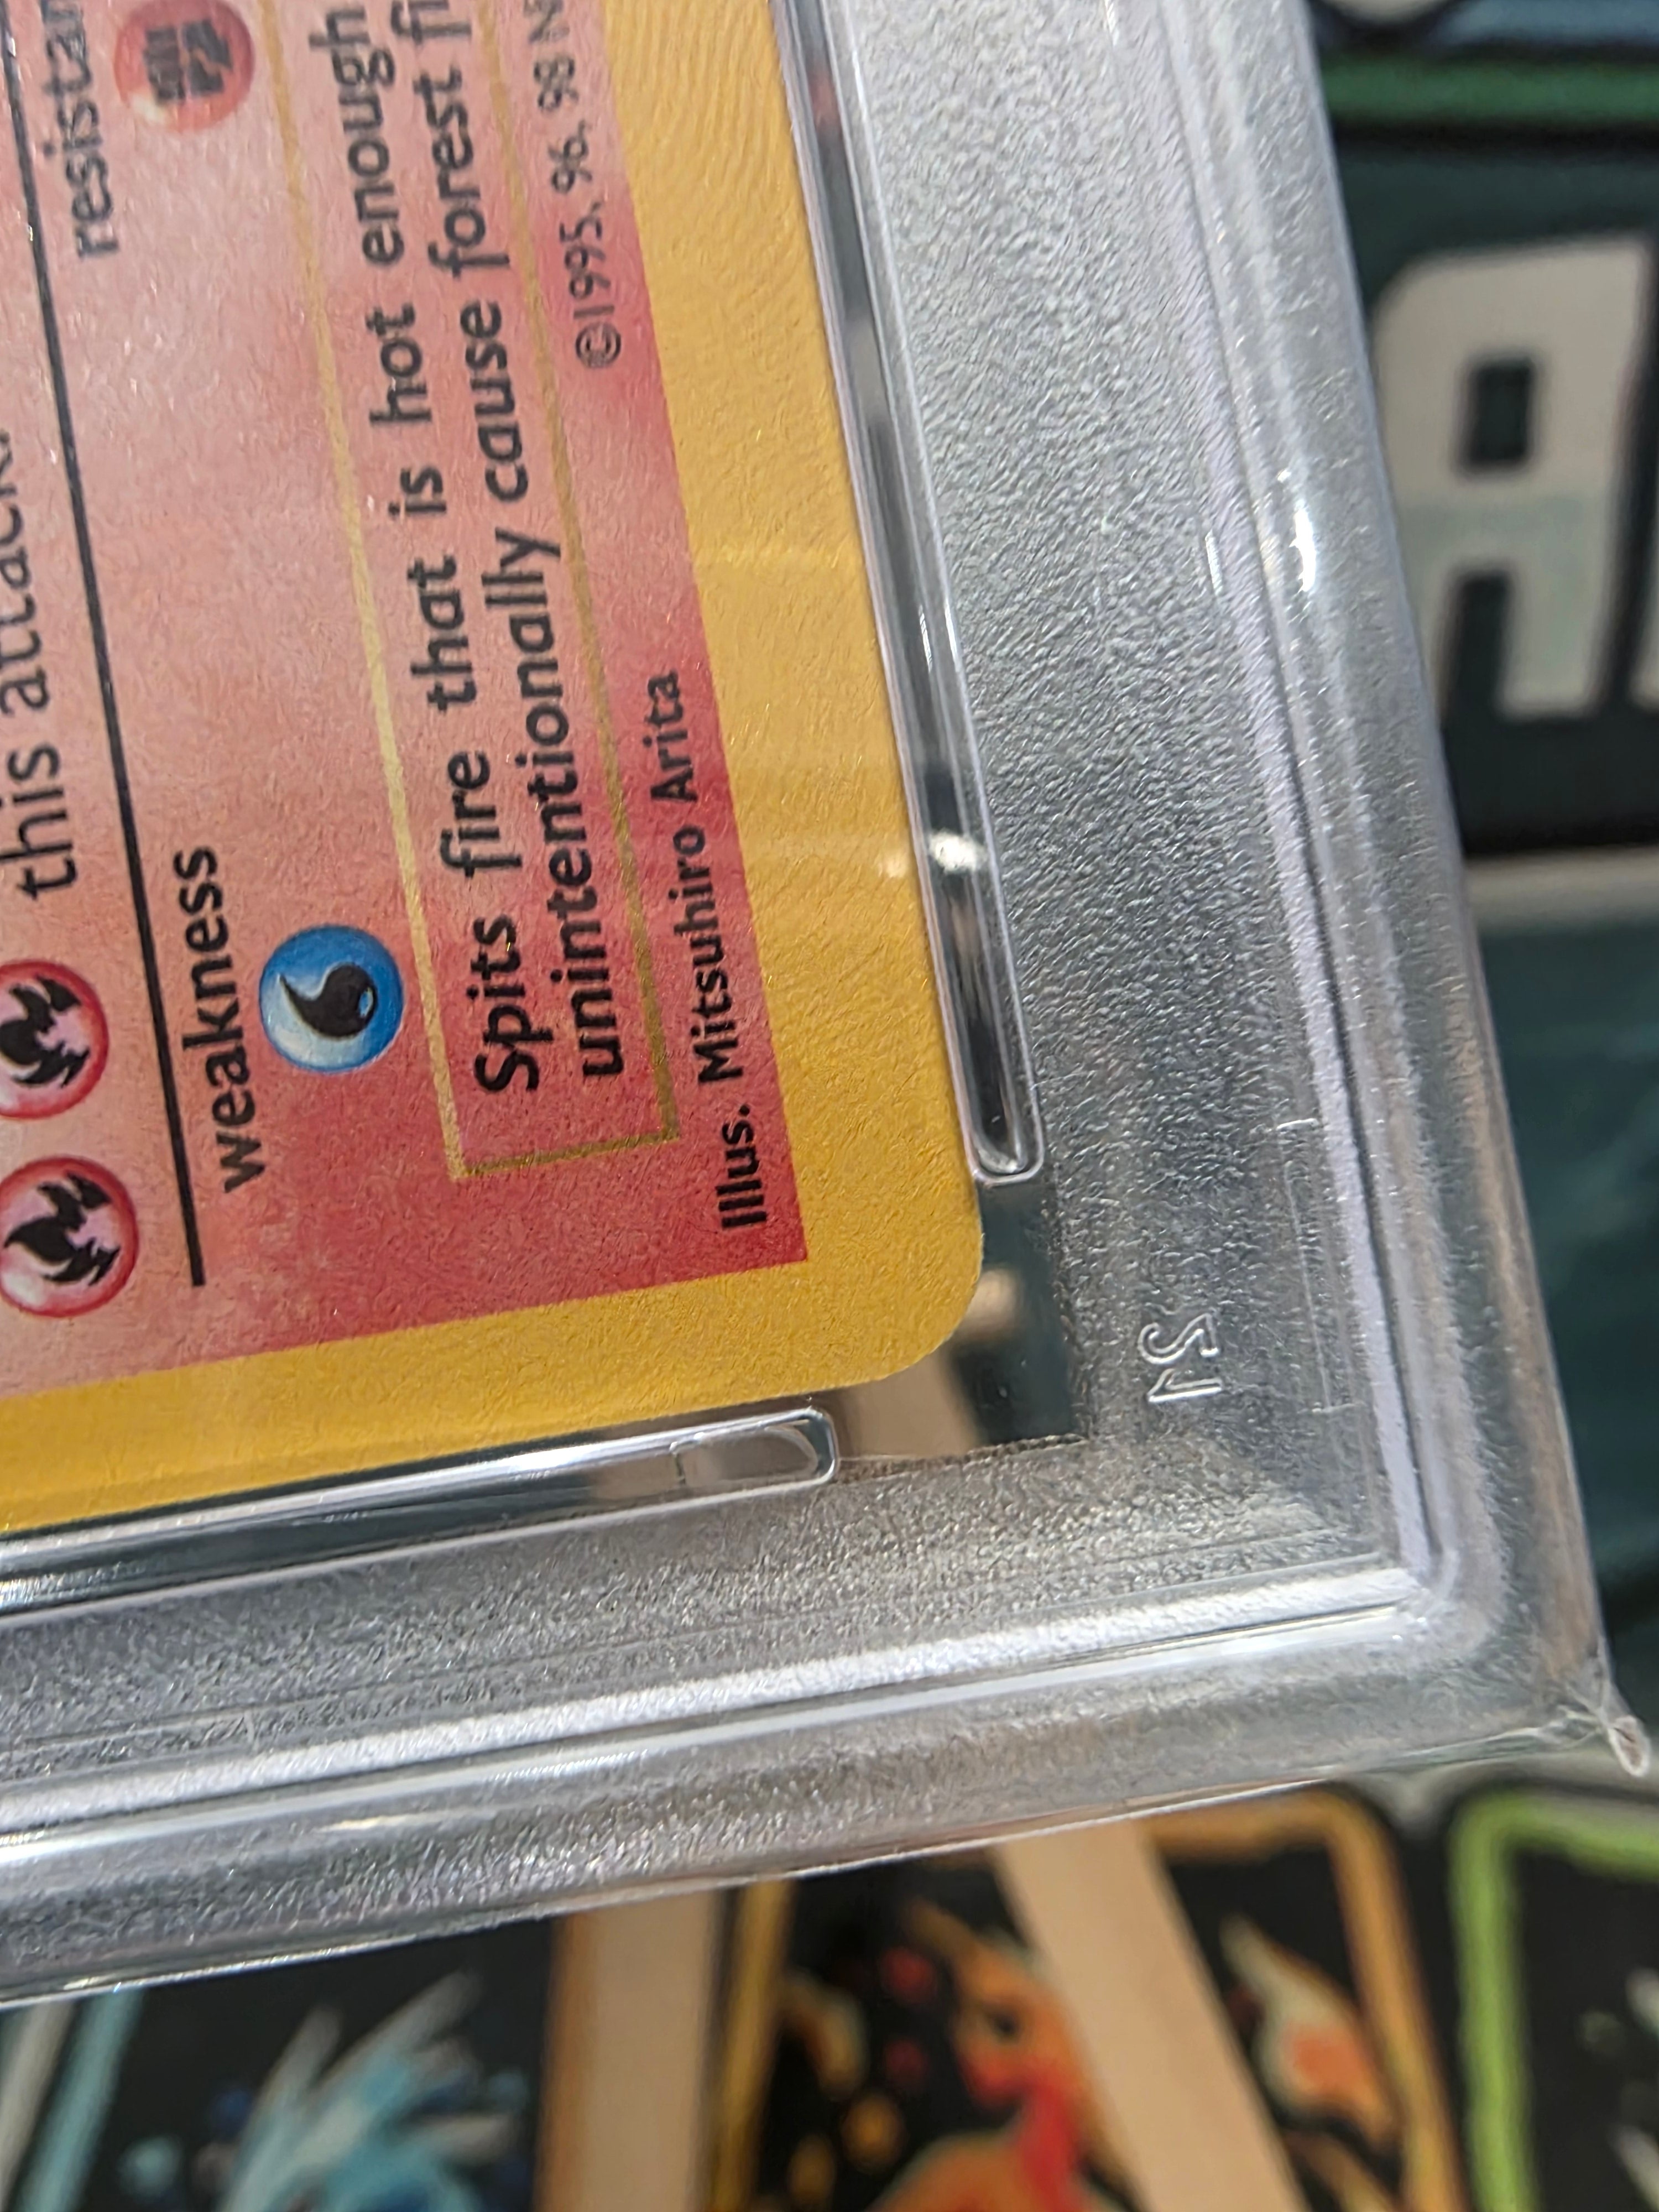 this attack.
weakness
resistan
Spits fire that is hot enough
unintentionally cause forest fi
Illus. Mitsuhiro Arita
©1995, 96, 98 N